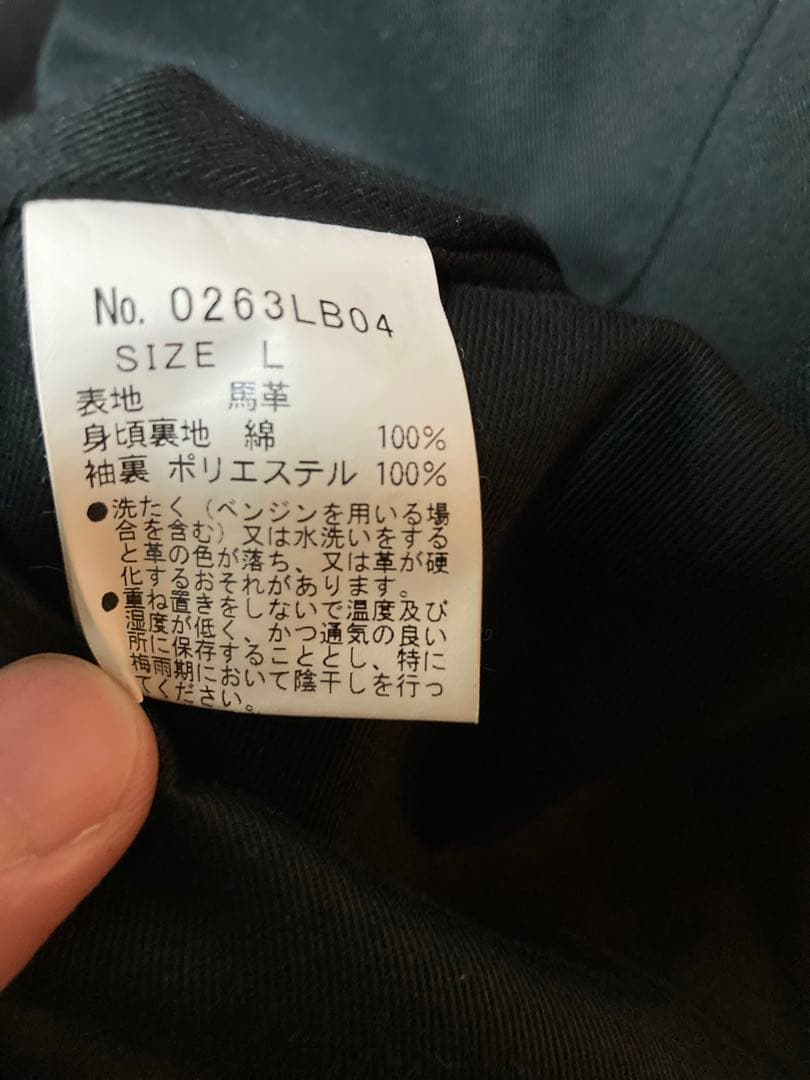 No. 0263LB04
SIZE L
表地 馬革
身頃裏地 綿 100%
袖裏 ポリエステル 100%
●洗たく(ベンジンを用いる場
合を含む)又は水洗いをする
と革の色が落ち、又は革が硬
化するおそれがあります。
●重ね置きをしないで温度及び
湿度が低く、かつ通気の良い
所に保存することとし、特に
梅雨期において陰干しを行っ
てください。